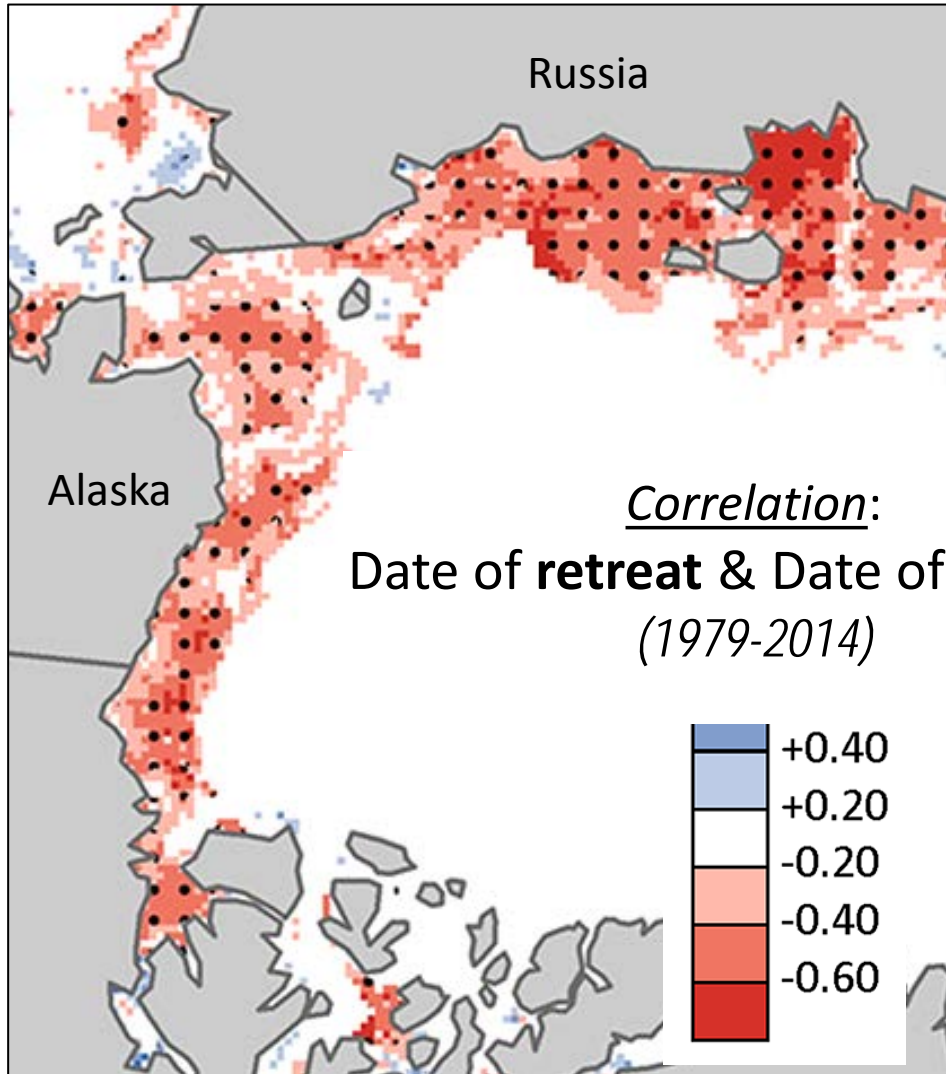 Russia
Alaska
Correlation:
Date of retreat & Date of
(1979-2014)
+0.40
+0.20
-0.20
-0.40
-0.60